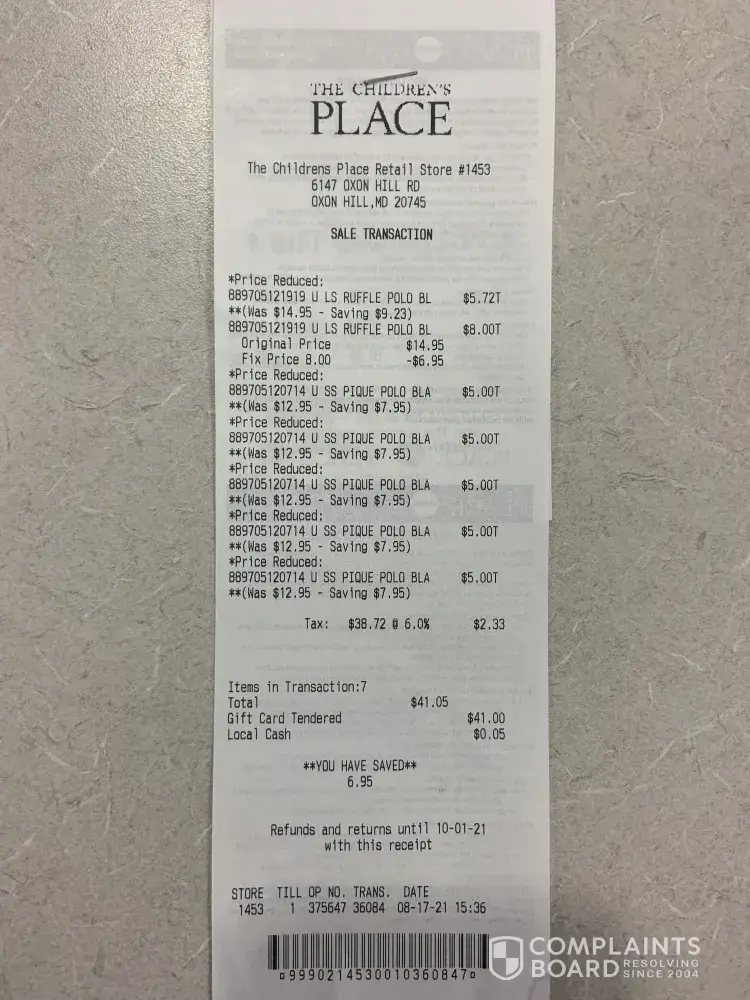 THE CHILDREN'S
PLACE
The Childrens Place Retail Store #1453
6147 OXON HILL RD
OXON HILL,MD 20745
SALE TRANSACTION
*Price Reduced:
889705121919 U LS RUFFLE POLO BL $5.72T
**(Was $14.95 - Saving $9.23)
889705121919 U LS RUFFLE POLO BL $8.00T
Original Price $14.95
Fix Price 8.00 -$6.95
*Price Reduced:
889705120714 U SS PIQUE POLO BLA $5.00T
**(Was $12.95 - Saving $7.95)
*Price Reduced:
889705120714 U SS PIQUE POLO BLA $5.00T
**(Was $12.95 - Saving $7.95)
*Price Reduced:
889705120714 U SS PIQUE POLO BLA $5.00T
**(Was $12.95 - Saving $7.95)
*Price Reduced:
889705120714 U SS PIQUE POLO BLA $5.00T
**(Was $12.95 - Saving $7.95)
*Price Reduced:
889705120714 U SS PIQUE POLO BLA $5.00T
**(Was $12.95 - Saving $7.95)
Tax: $38.72 @ 6.0% $2.33
Items in Transaction:7
Total $41.05
Gift Card Tendered $41.00
Local Cash $0.05
**YOU HAVE SAVED**
6.95
Refunds and returns until 10-01-21
with this receipt
STORE TILL OP NO. TRANS. DATE
1453 1 375647 36084 08-17-21 15:36
9990214530010360847
COMPLAINTS
BOARD RESOLVING
SINCE 2004